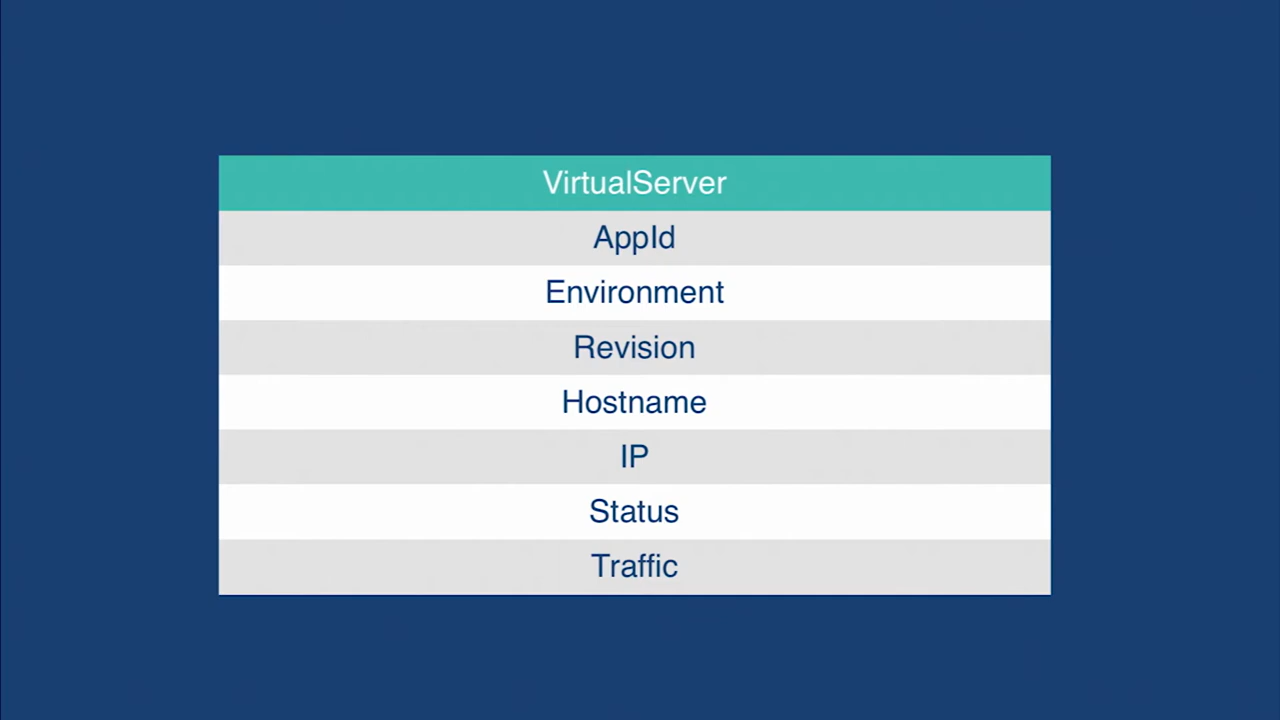 VirtualServer
AppId
Environment
Revision
Hostname
IP
Status
Traffic